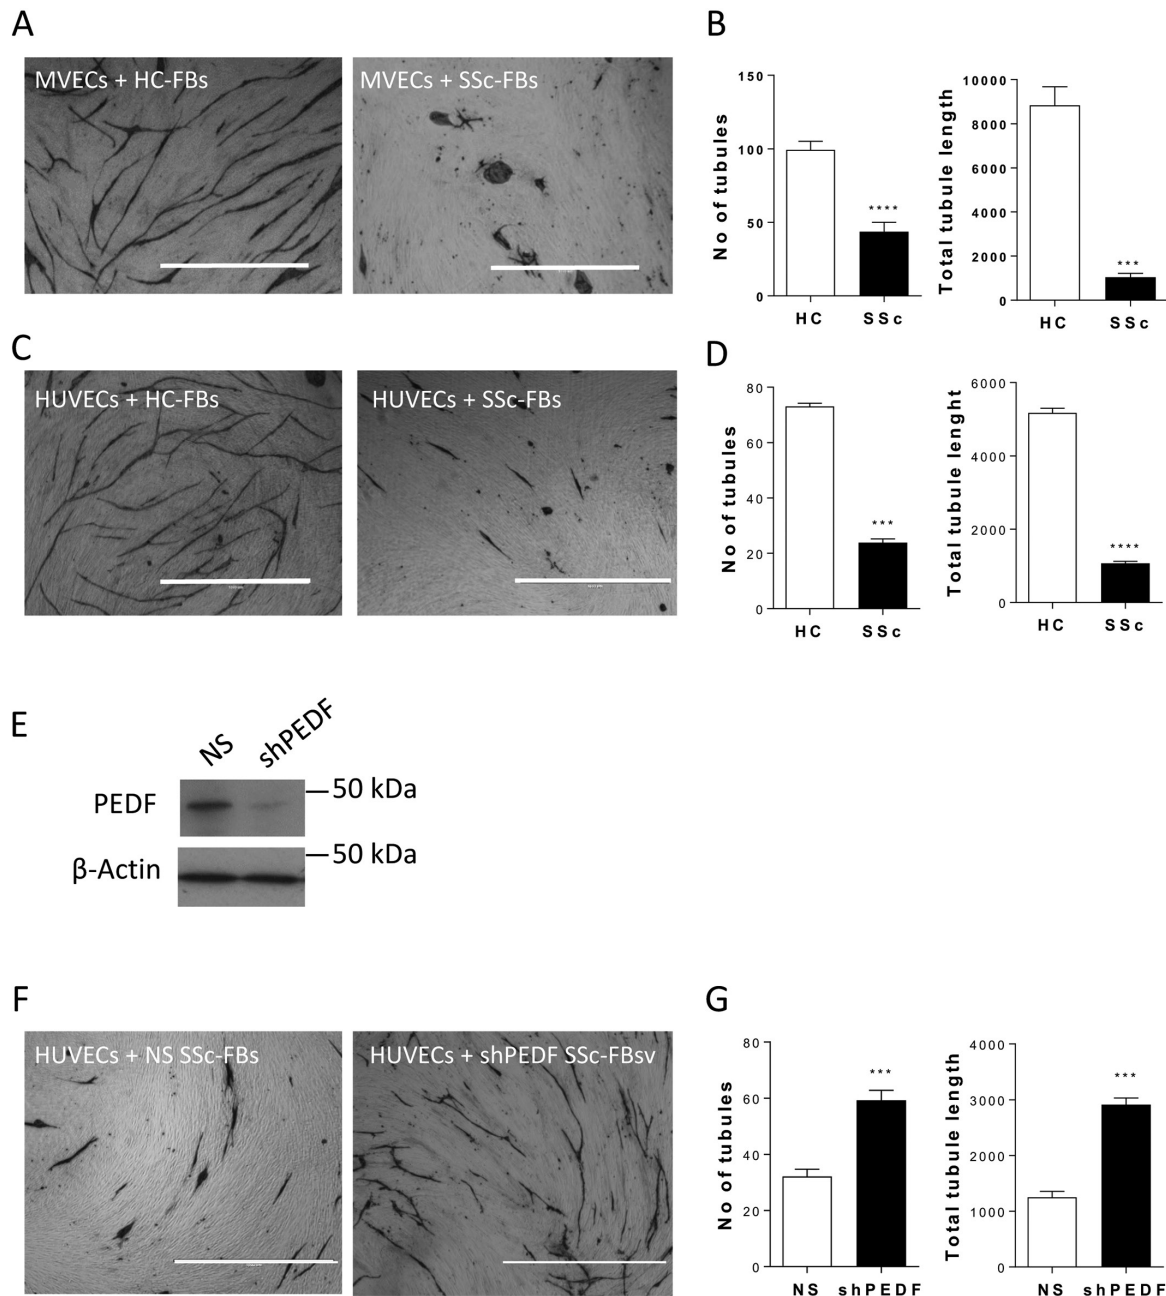 A
MVECs + HC-FBs
MVECs + SSc-FBs
B
No of tubules
150
100
50
0
****
HC
SSc
Total tubule length
10000
8000
6000
4000
2000
0
***
HC
SSc
C
HUVECs + HC-FBs
HUVECs + SSc-FBs
D
No of tubules
80
60
40
20
0
***
HC
SSc
Total tubule lenght
6000
4000
2000
0
****
HC
SSc
E
NS
shPEDF
PEDF
50 kDa
β-Actin
50 kDa
F
HUVECs + NS SSc-FBs
HUVECs + shPEDF SSc-FBsv
G
No of tubules
80
60
40
20
0
***
NS
shPEDF
Total tubule length
4000
3000
2000
1000
0
***
NS
shPEDF